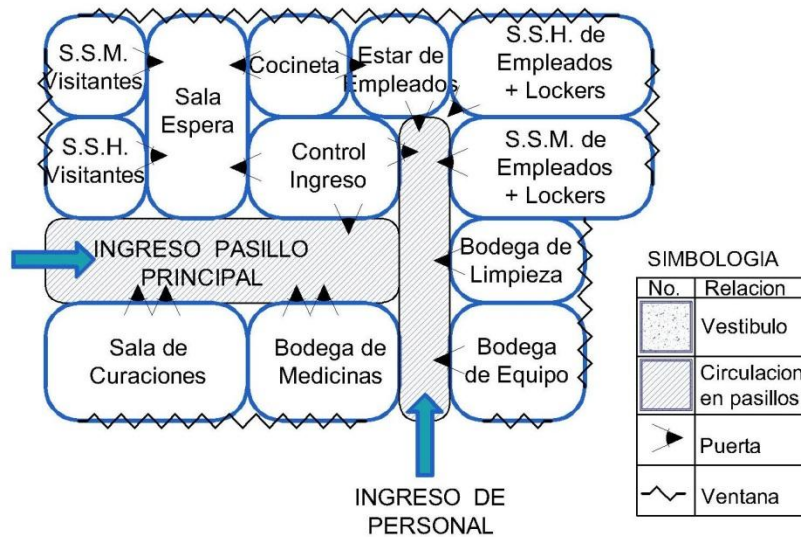 S.S.M.
Visitantes
Sala
Espera
Cocineta
Estar de
Empleados
S.S.H. de
Empleados
+ Lockers
S.S.H.
Visitantes
Control
Ingreso
S.S.M. de
Empleados
+ Lockers
INGRESO PASILLO
PRINCIPAL
Bodega de
Limpieza
Sala de
Curaciones
Bodega de
Medicinas
Bodega
de Equipo
INGRESO DE
PERSONAL
SIMBOLOGIA
No. Relacion
Vestibulo
Circulacion
en pasillos
Puerta
Ventana